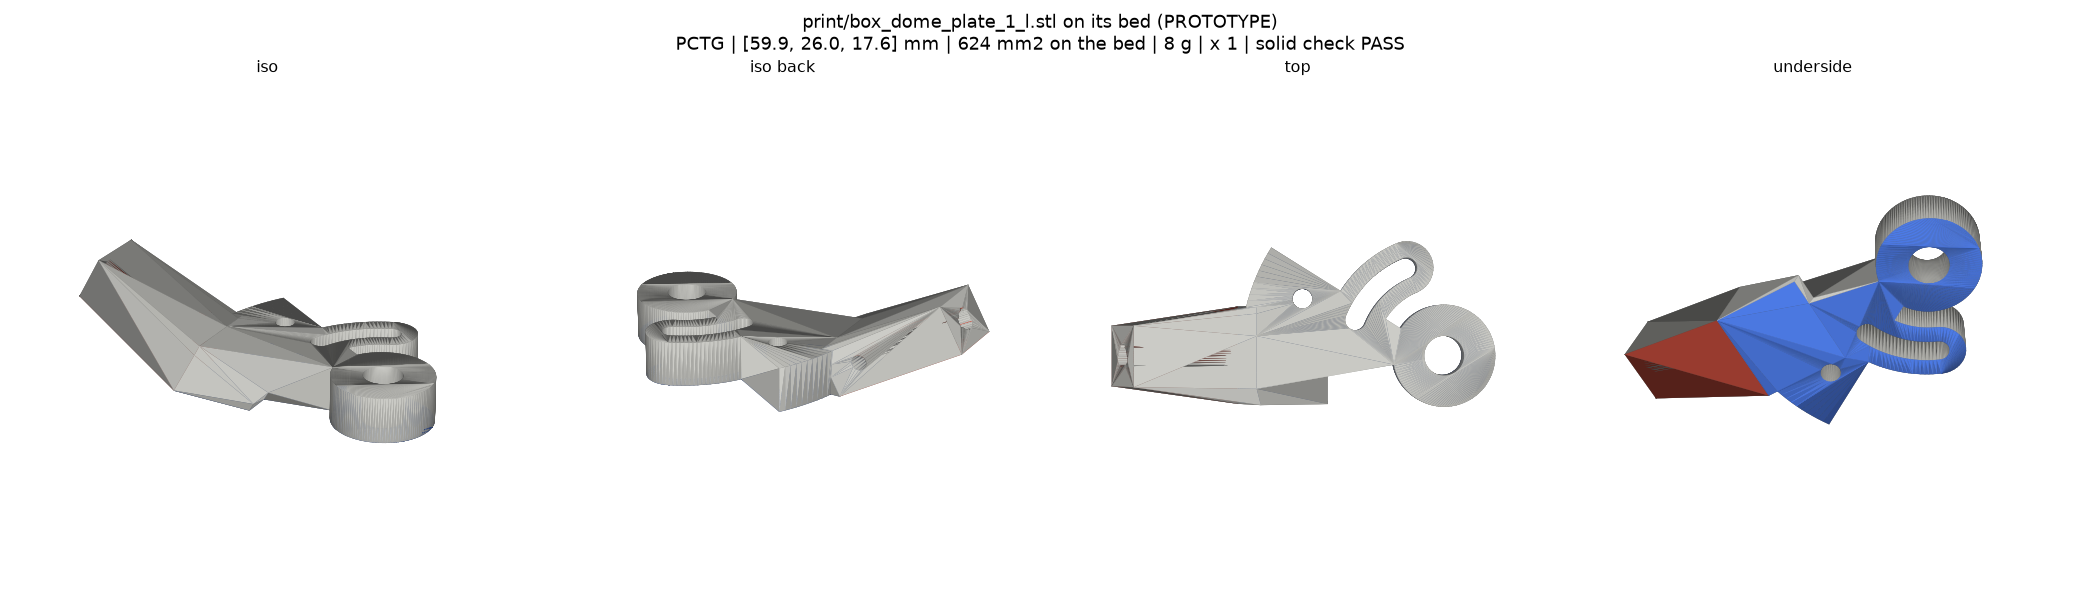 print/box_dome_plate_1_l.stl on its bed (PROTOTYPE)
PCTG | [59.9, 26.0, 17.6] mm | 624 mm2 on the bed | 8 g | x 1 | solid check PASS
iso
iso back
top
underside